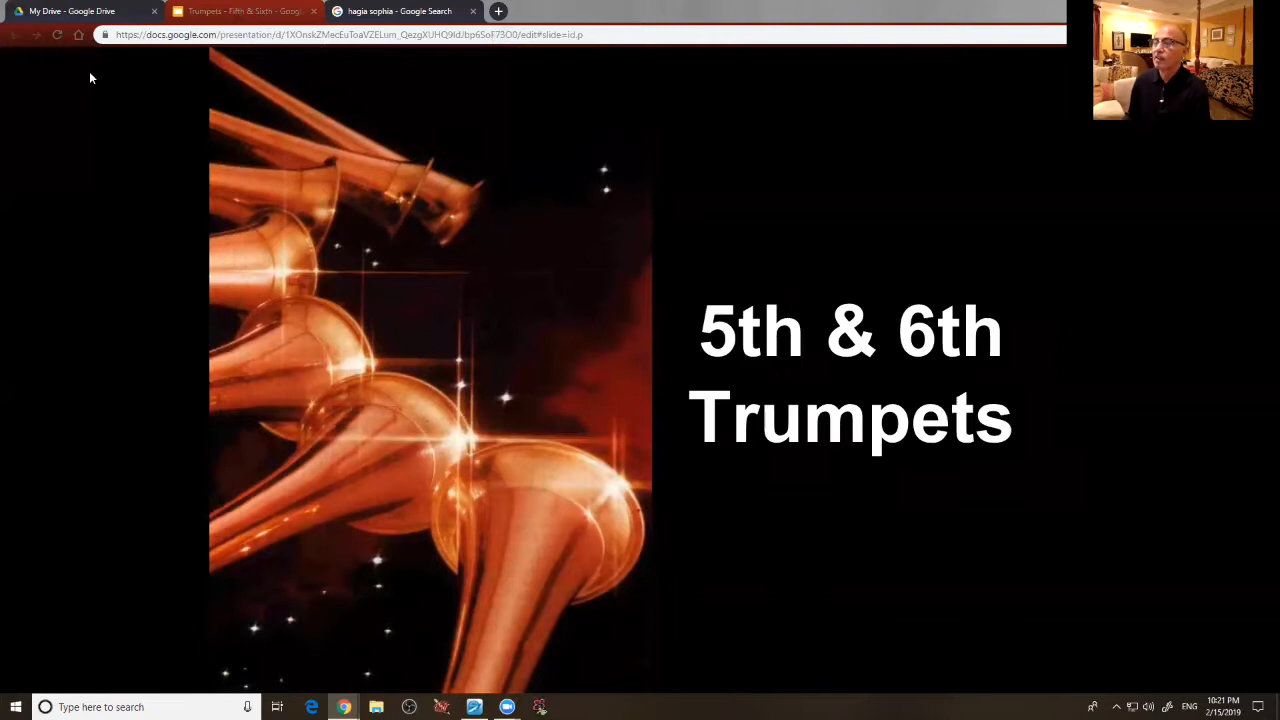 My Drive - Google Drive
Trumpets - Fifth & Sixth - Googl
hagia sophia - Google Search
5th & 6th
Trumpets
Type here to search
ENG
10:21 PM
2/15/2019